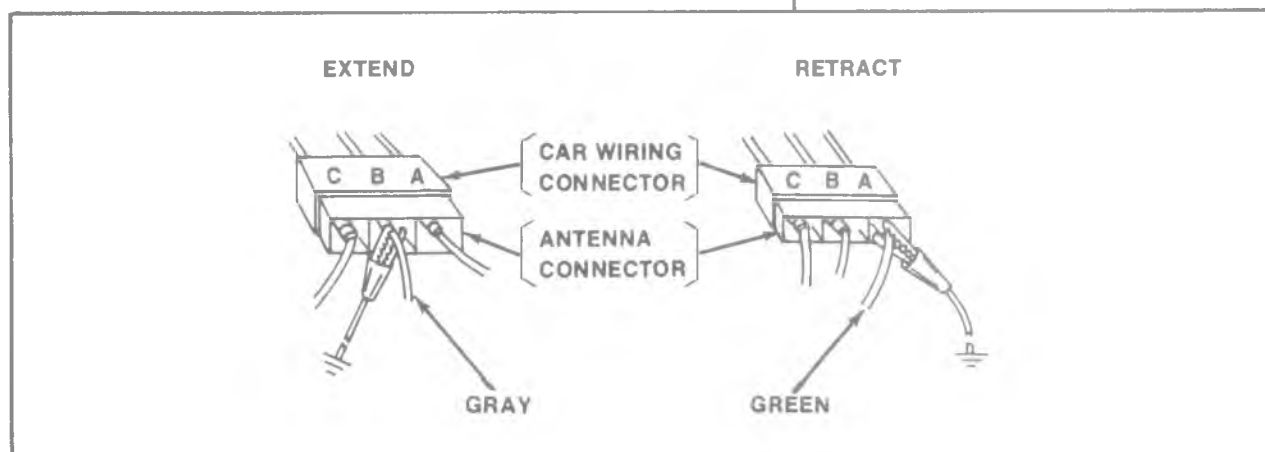 EXTEND
RETRACT
C B A
CAR WIRING
CONNECTOR
C B A
ANTENNA
CONNECTOR
GRAY
GREEN